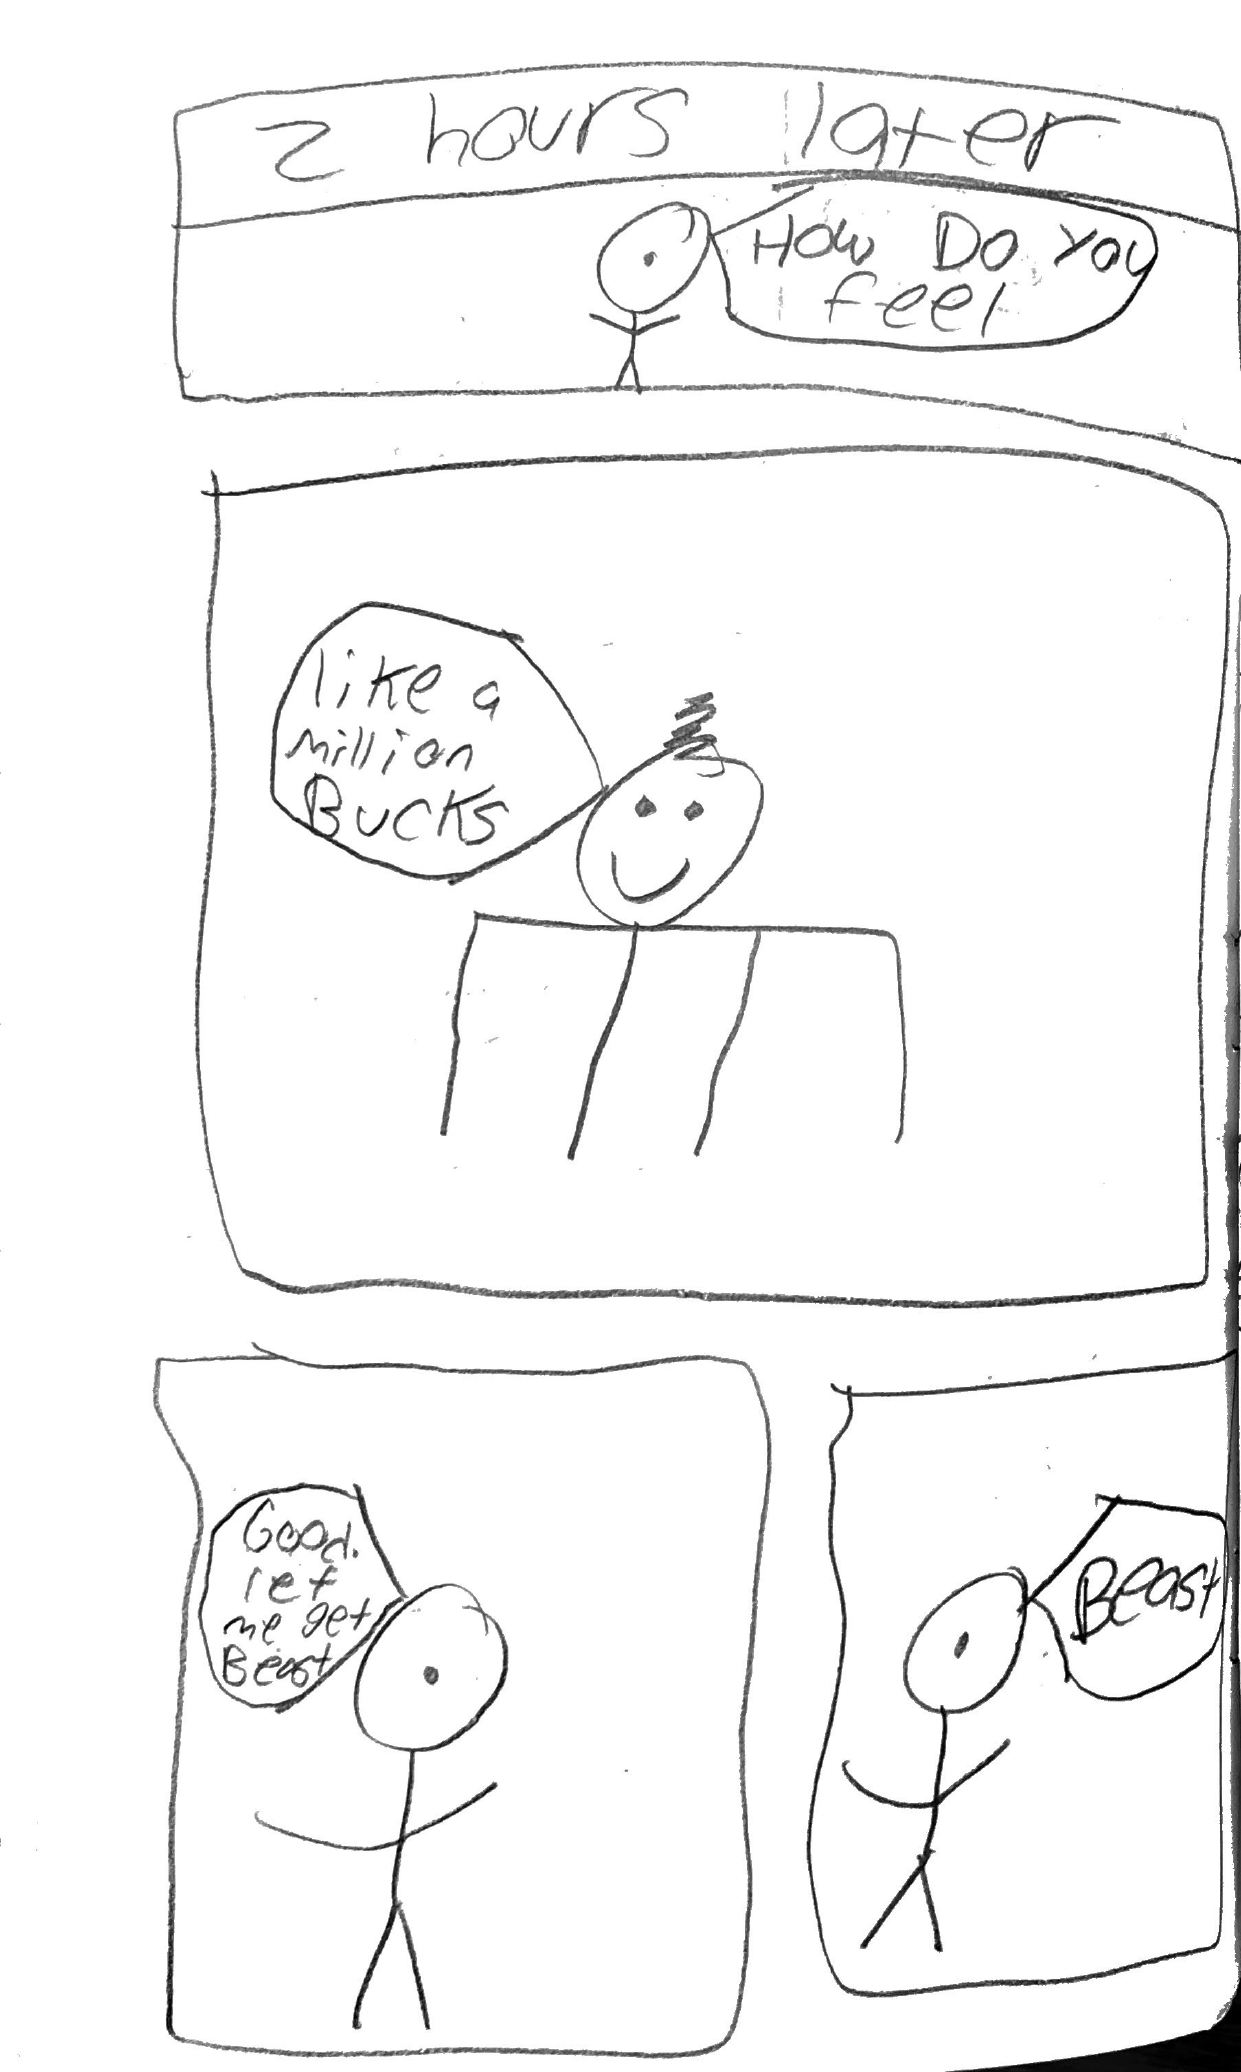 2 hours later
How Do You
feel
like a
million
Bucks
Good.
let
me get
Beast
Beast